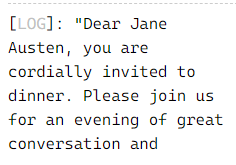 [LOG]: "Dear Jane
Austen, you are
cordially invited to
dinner. Please join us
for an evening of great
conversation and